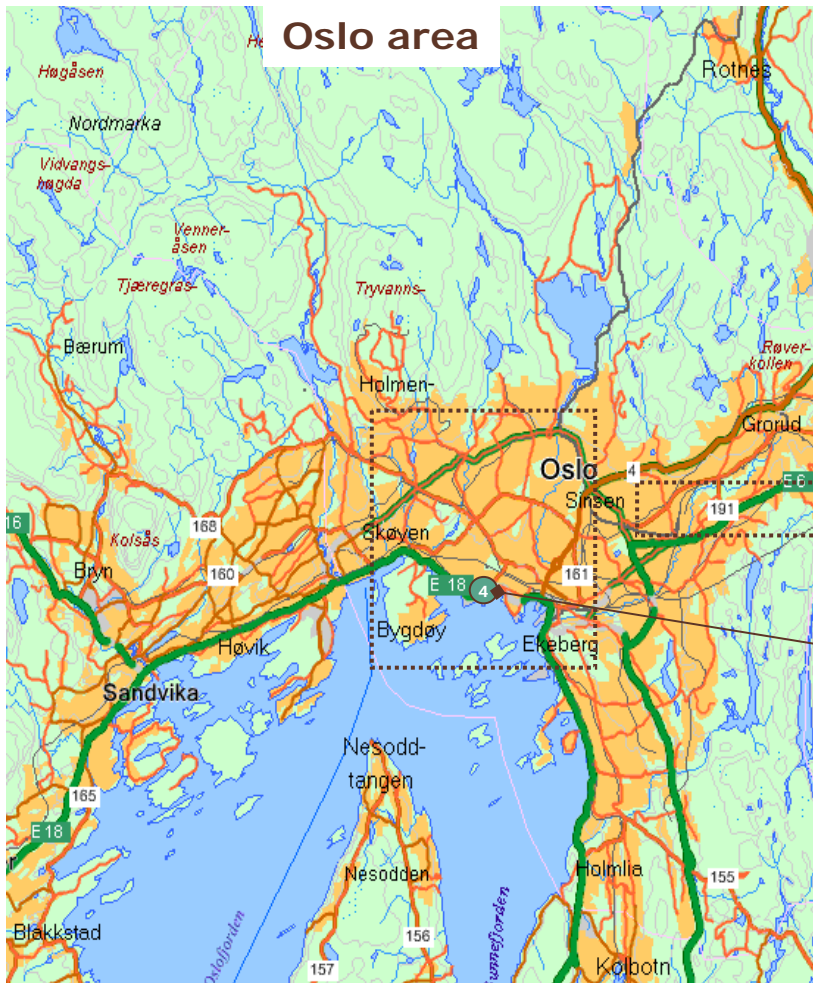 Oslo area
Høgåsen
Rotnes
Nordmarka
Vidvangs-
høgda
Venner-
åsen
Tjæregras-
Tryvanns-
Bærum
Røver-
kollen
Holmen-
Grorud
Oslo
4
E 6
Sinsen
191
168
16
Skøyen
Kolsås
Bryn
160
161
E 18
4
Bygdøy
Ekeberg
Høvik
Sandvika
Nesodd-
tangen
165
E 18
Holmlia
Nesodden
155
Blakkstad
Oslofjorden
156
157
Kolbotn